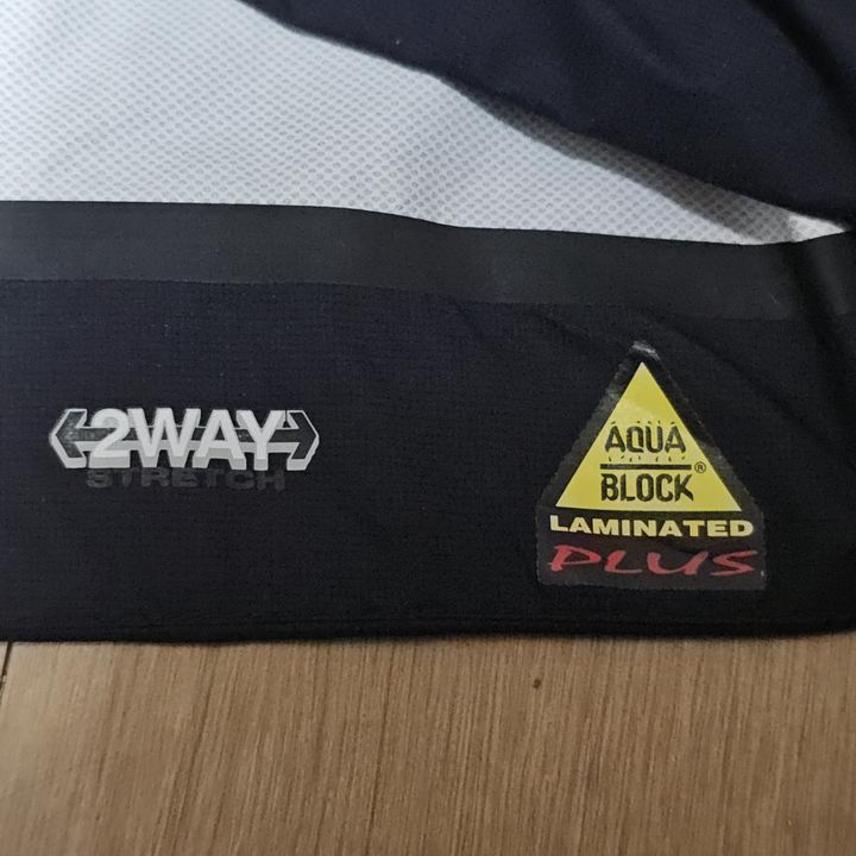 2WAY
STRETCH
AQUA
BLOCK®
LAMINATED
PLUS